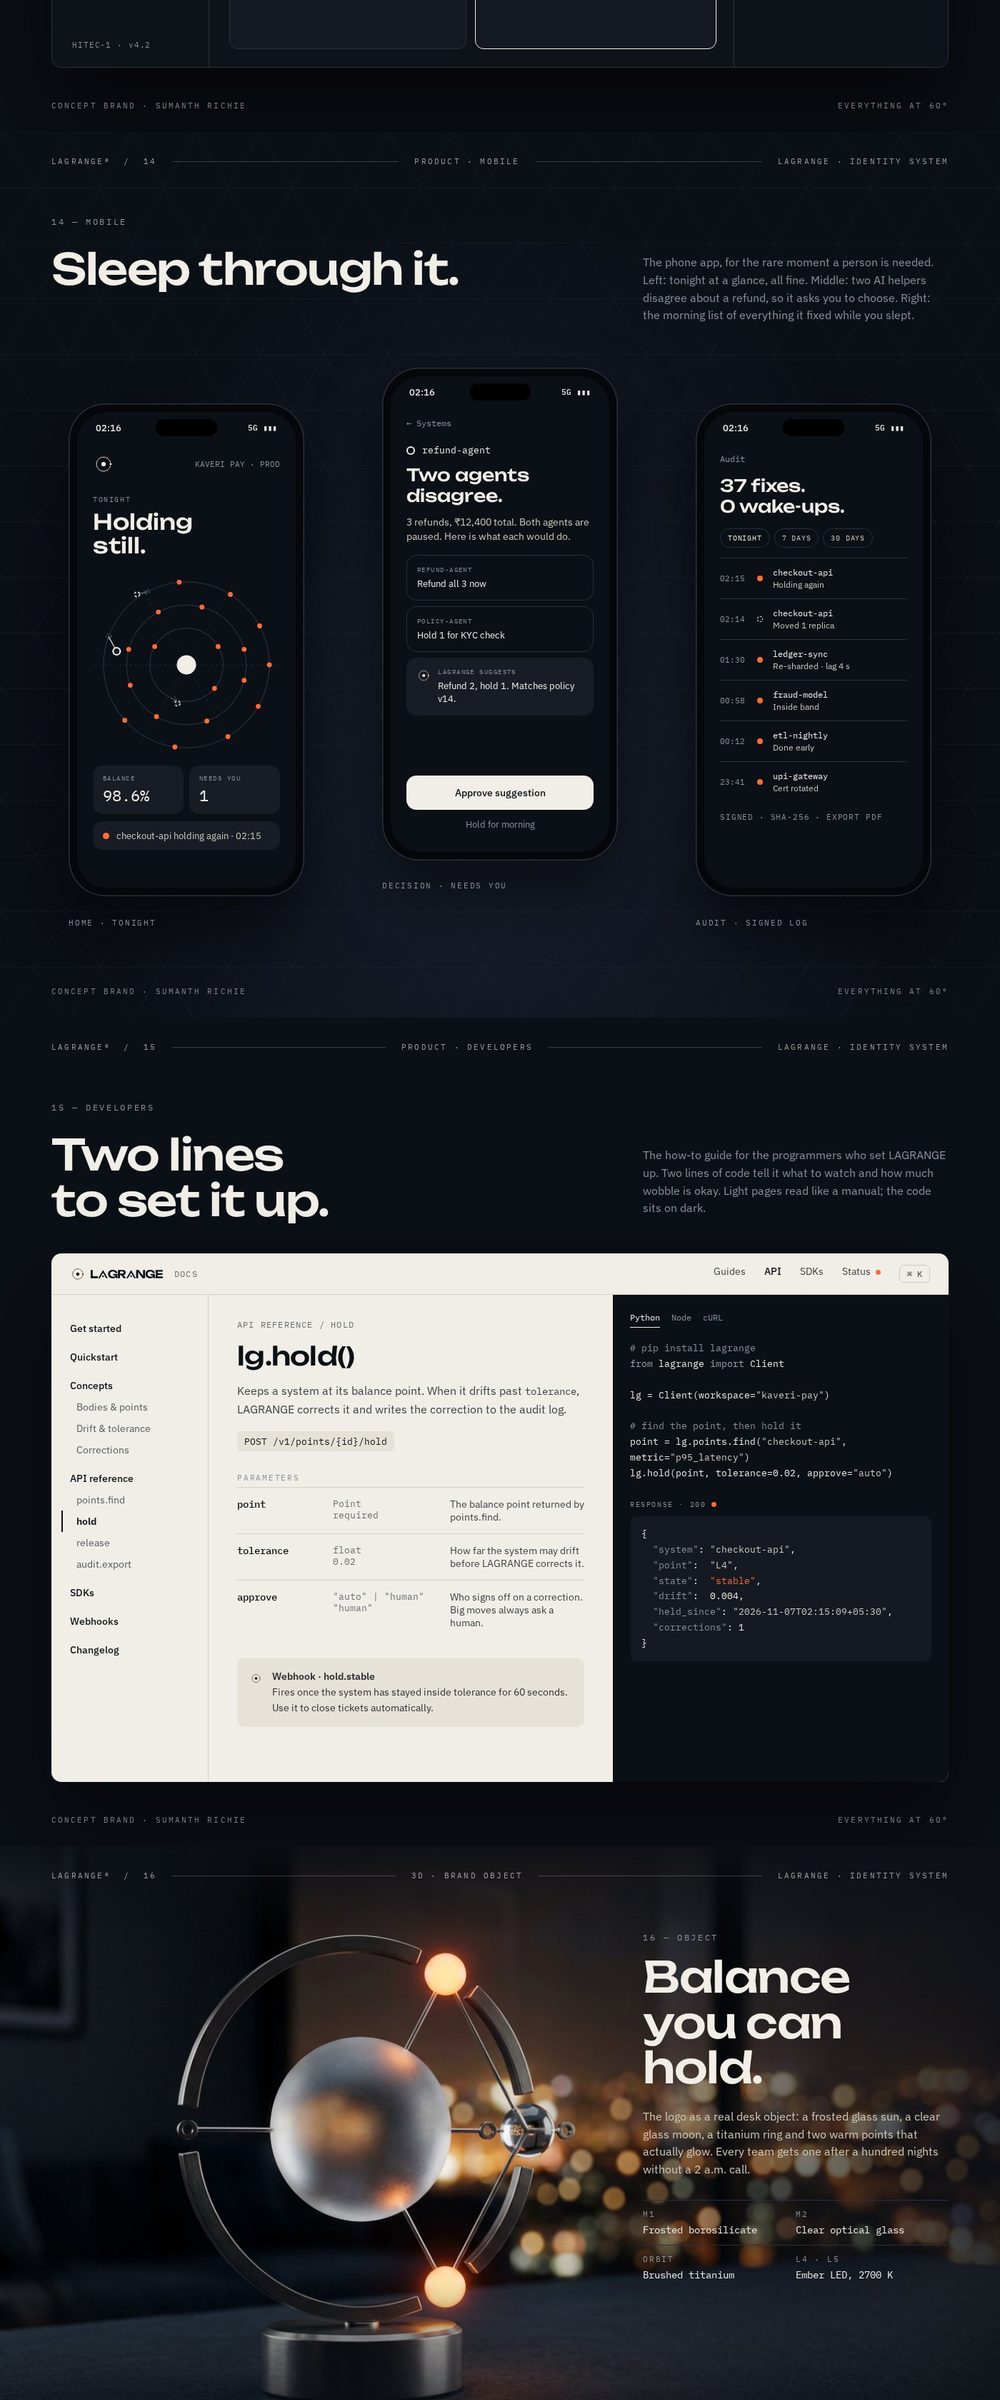 HITEC-1 · v4.2
CONCEPT BRAND · SUMANTH RICHIE
EVERYTHING AT 60°
LAGRANGE® / 14
PRODUCT · MOBILE
LAGRANGE · IDENTITY SYSTEM
14 — MOBILE
Sleep through it.
The phone app, for the rare moment a person is needed.
Left: tonight at a glance, all fine. Middle: two AI helpers
disagree about a refund, so it asks you to choose. Right:
the morning list of everything it fixed while you slept.
02:16
5G
KAVERI PAY · PROD
TONIGHT
Holding
still.
BALANCE
98.6%
NEEDS YOU
1
checkout-api holding again · 02:15
HOME · TONIGHT
02:16
5G
← Systems
refund-agent
Two agents
disagree.
3 refunds, ₹12,400 total. Both agents are
paused. Here is what each would do.
REFUND-AGENT
Refund all 3 now
POLICY-AGENT
Hold 1 for KYC check
LAGRANGE SUGGESTS
Refund 2, hold 1. Matches policy
v14.
Approve suggestion
Hold for morning
DECISION · NEEDS YOU
02:16
5G
Audit
37 fixes.
0 wake-ups.
TONIGHT
7 DAYS
30 DAYS
02:15
checkout-api
Holding again
02:14
checkout-api
Moved 1 replica
01:30
ledger-sync
Re-sharded · lag 4 s
00:58
fraud-model
Inside band
00:12
etl-nightly
Done early
23:41
upi-gateway
Cert rotated
SIGNED · SHA-256 · EXPORT PDF
AUDIT · SIGNED LOG
CONCEPT BRAND · SUMANTH RICHIE
EVERYTHING AT 60°
LAGRANGE® / 15
PRODUCT · DEVELOPERS
LAGRANGE · IDENTITY SYSTEM
15 — DEVELOPERS
Two lines
to set it up.
The how-to guide for the programmers who set LAGRANGE
up. Two lines of code tell it what to watch and how much
wobble is okay. Light pages read like a manual; the code
sits on dark.
LAGRANGE DOCS
Guides
API
SDKs
Status
⌘ K
Get started
Quickstart
Concepts
Bodies & points
Drift & tolerance
Corrections
API reference
points.find
hold
release
audit.export
SDKs
Webhooks
Changelog
API REFERENCE / HOLD
lg.hold()
Keeps a system at its balance point. When it drifts past tolerance,
LAGRANGE corrects it and writes the correction to the audit log.
POST /v1/points/{id}/hold
PARAMETERS
point
Point
required
The balance point returned by
points.find.
tolerance
float
0.02
How far the system may drift
before LAGRANGE corrects it.
approve
"auto" | "human"
"human"
Who signs off on a correction.
Big moves always ask a
human.
Webhook · hold.stable
Fires once the system has stayed inside tolerance for 60 seconds.
Use it to close tickets automatically.
Python
Node
cURL
# pip install lagrange
from lagrange import Client
lg = Client(workspace="kaveri-pay")
# find the point, then hold it
point = lg.points.find("checkout-api",
metric="p95_latency")
lg.hold(point, tolerance=0.02, approve="auto")
RESPONSE · 200
{
"system": "checkout-api",
"point": "L4",
"state": "stable",
"drift": 0.004,
"held_since": "2026-11-07T02:15:09+05:30",
"corrections": 1
}
CONCEPT BRAND · SUMANTH RICHIE
EVERYTHING AT 60°
LAGRANGE® / 16
3D · BRAND OBJECT
LAGRANGE · IDENTITY SYSTEM
16 — OBJECT
Balance
you can
hold.
The logo as a real desk object: a frosted glass sun, a clear
glass moon, a titanium ring and two warm points that
actually glow. Every team gets one after a hundred nights
without a 2 a.m. call.
M1
Frosted borosilicate
M2
Clear optical glass
ORBIT
Brushed titanium
L4 · L5
Ember LED, 2700 K